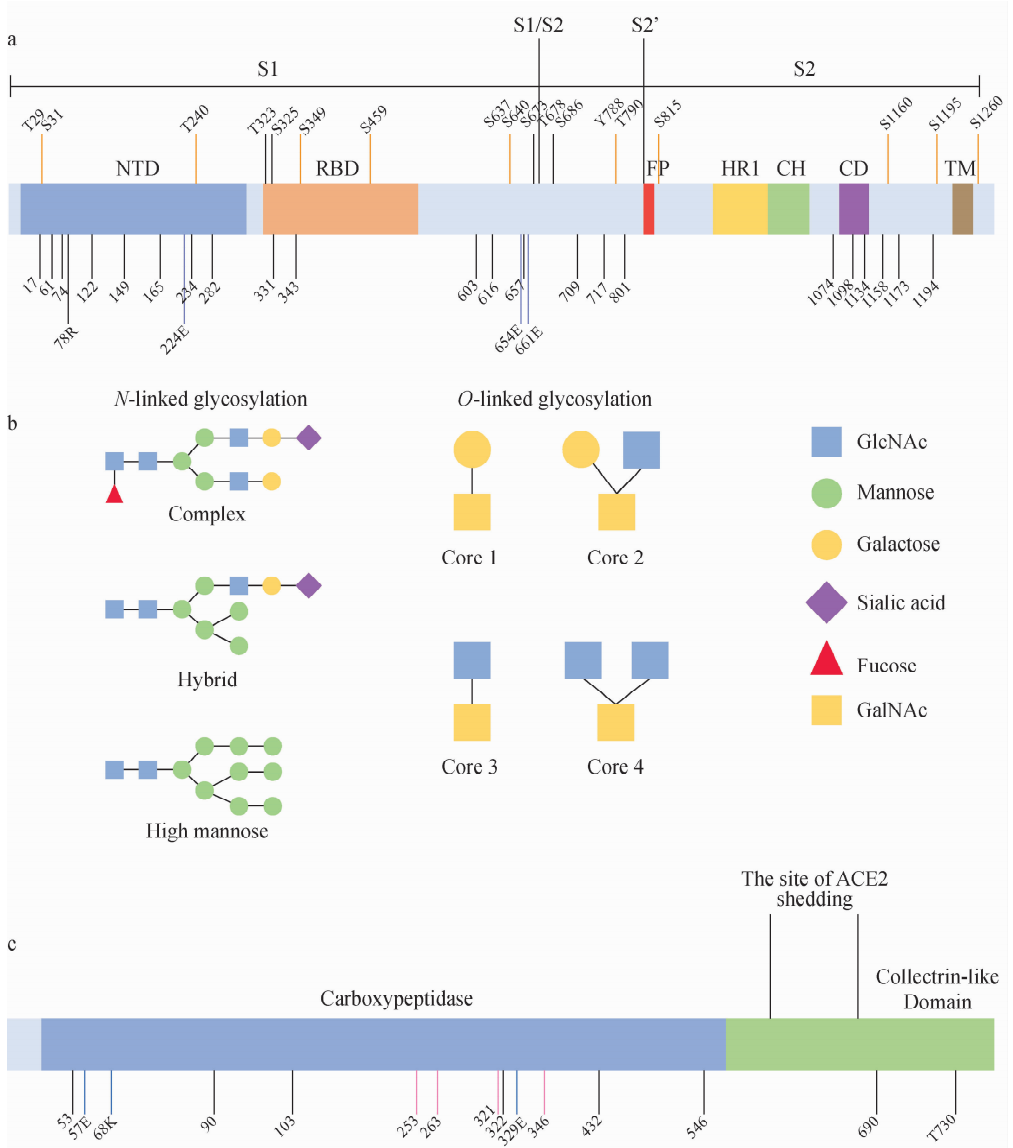 a
S1/S2
S2’
S1
S2
T29
S31
T240
T323
S325
S349
S459
S637
S640
S673
T678
S686
Y788
T790
S815
S1160
S1195
S1260
NTD
RBD
FP
HR1
CH
CD
TM
17
61
74
122
149
165
234
282
331
343
603
616
657
709
717
801
1074
1098
1134
1158
1173
1194
78R
224E
654E
661E
b
N-linked glycosylation
O-linked glycosylation
Complex
Hybrid
High mannose
Core 1
Core 2
Core 3
Core 4
GlcNAc
Mannose
Galactose
Sialic acid
Fucose
GalNAc
c
The site of ACE2
shedding
Carboxypeptidase
Collectrin-like
Domain
53
57E
68K
90
103
253
263
321
322
329E
346
432
546
690
T730